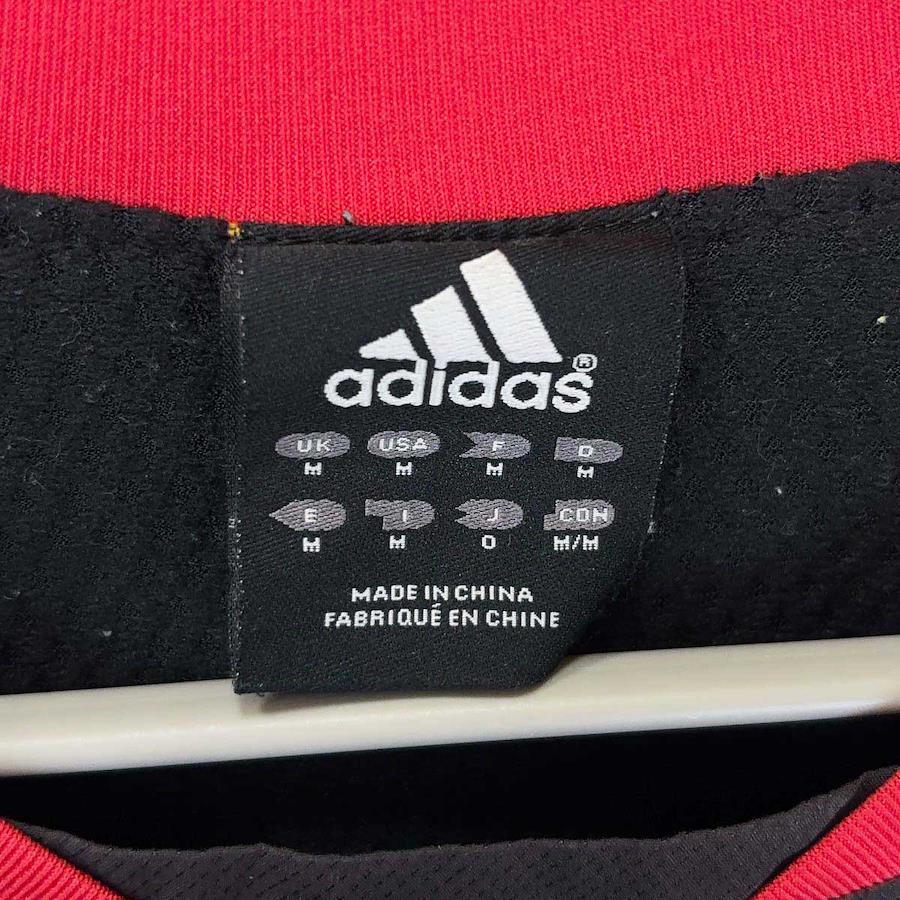 adidas®
UK USA F D
M M M M
E I J CDN
M M O M/M
MADE IN CHINA
FABRIQUÉ EN CHINE